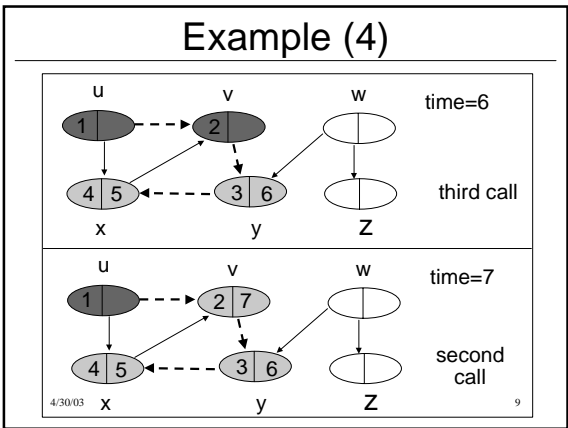 Example (4)
u v w time=6
1 2
4 5 3 6 third call
x y Z
u v w time=7
1 2 7
4 5 3 6 second
call
4/30/03 x y Z 9